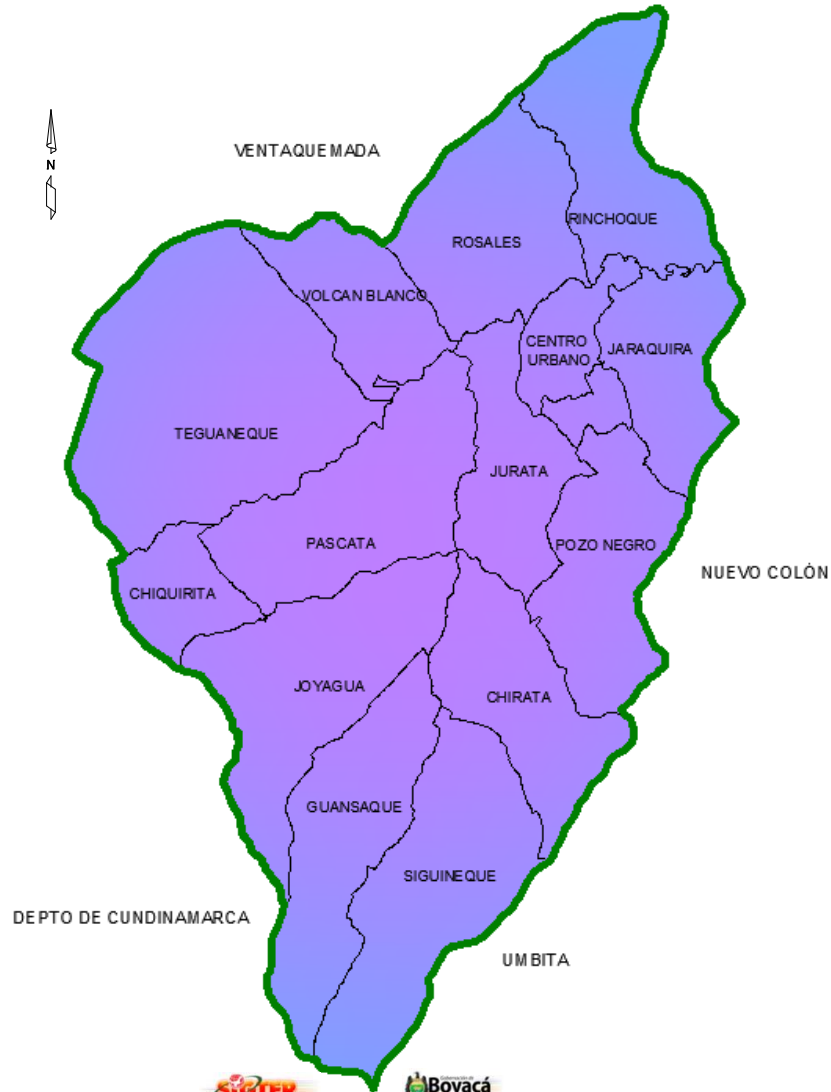 N
VENTAQUEMADA
RINCHOQUE
ROSALES
VOLCAN BLANCO
CENTRO
URBANO
JARAQUIRA
TEGUANEQUE
JURATA
PASCATA
POZO NEGRO
NUEVO COLÓN
CHIQUIRITA
JOYAGUA
CHIRATA
GUANSAQUE
SIGUINEQUE
DEPTO DE CUNDINAMARCA
UMBITA
Boyacá